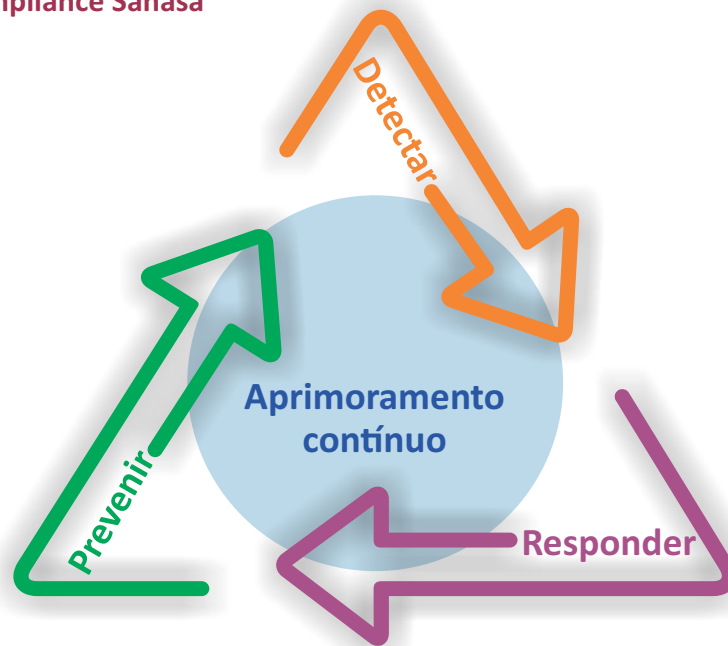 Sanasa
Detectar
Aprimoramento
contínuo
Prevenir
Responder